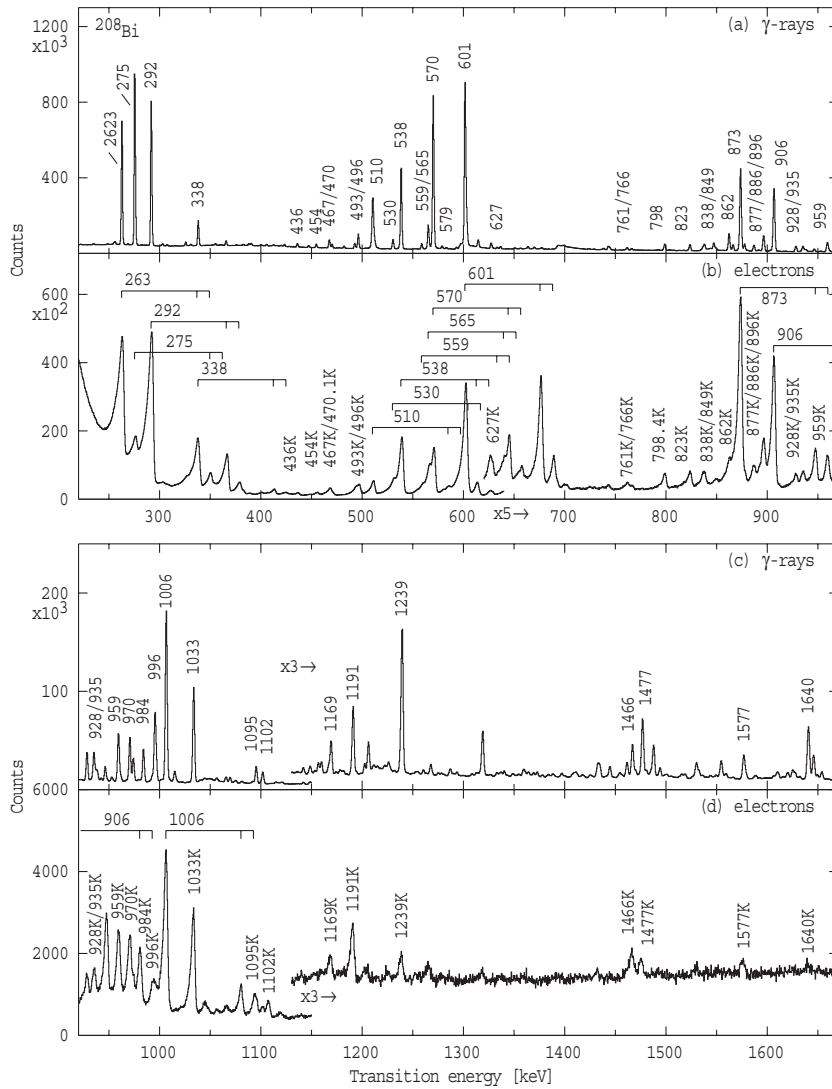 1200
x10³
800
400
Counts
²⁰⁸Bi
(a) γ-rays
2623
275
292
338
436
454
467/470
493/496
510
530
538
559/565
570
579
601
627
761/766
798
823
838/849
862
873
877/886/896
906
928/935
959
600
x10²
400
200
0
(b) electrons
263
292
275
338
601
570
565
559
538
530
510
873
906
436K
454K
467K/470.1K
493K/496K
627K
761K/766K
798.4K
823K
838K/849K
862K
877K/886K/896K
928K/935K
959K
300 400 500 600 700 800 900
x5→
200
x10³
100
Counts
(c) γ-rays
928/935
959
970
984
996
1006
1033
1095
1102
x3→
1169
1191
1239
1466
1477
1577
1640
6000
4000
2000
0
(d) electrons
906
1006
928K/935K
959K
970K
984K
996K
1033K
1095K
1102K
x3→
1169K
1191K
1239K
1466K
1477K
1577K
1640K
1000 1100 1200 1300 1400 1500 1600
Transition energy [keV]